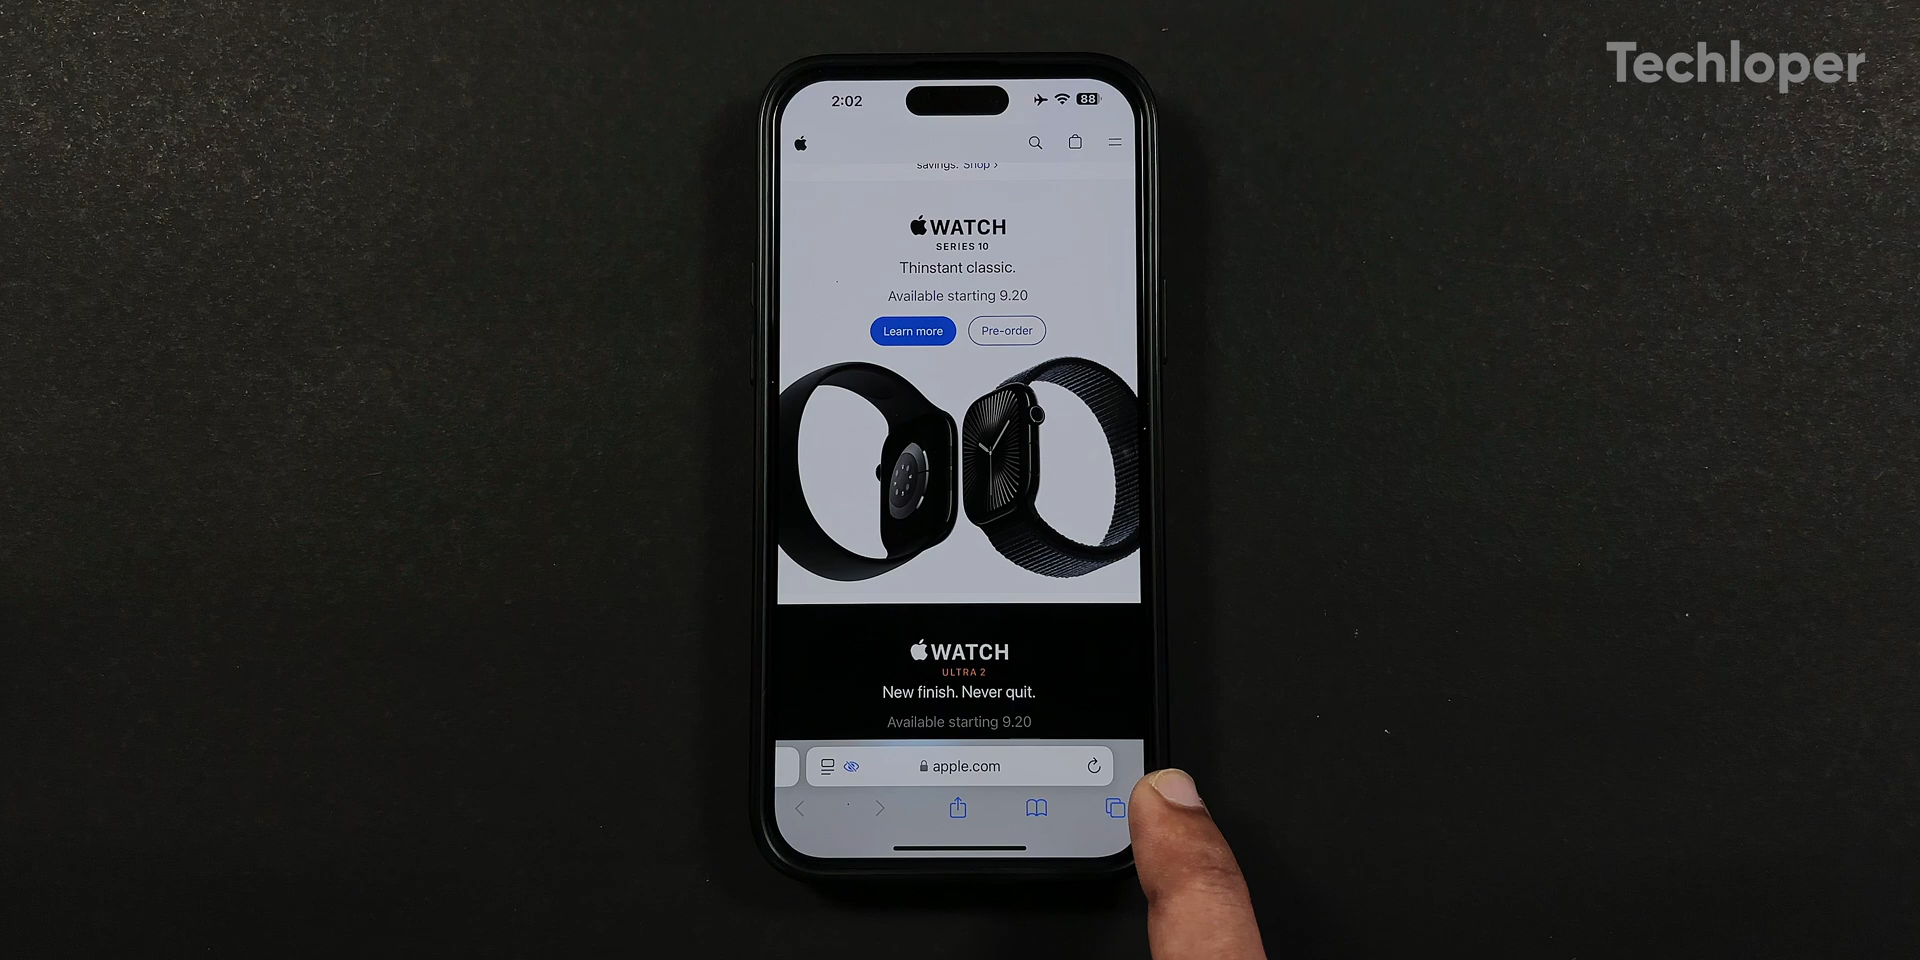 Techloper
2:02
88
savings. Shop >
WATCH
SERIES 10
Thinstant classic.
Available starting 9.20
Learn more
Pre-order
WATCH
ULTRA 2
New finish. Never quit.
Available starting 9.20
apple.com